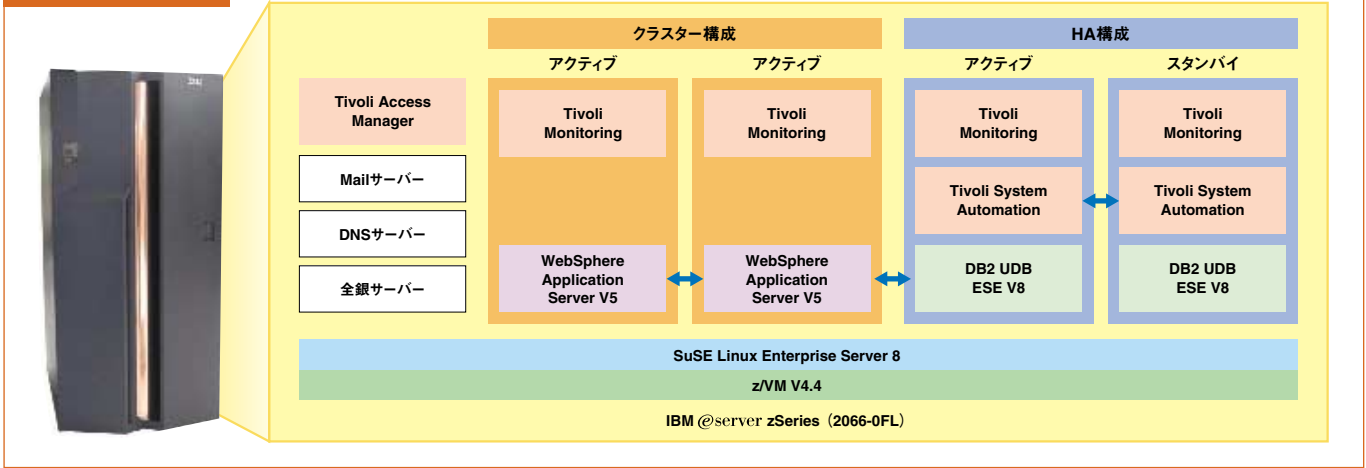 クラスター構成
HA構成
アクティブ
アクティブ
アクティブ
スタンバイ
Tivoli Access
Manager
Mailサーバー
DNSサーバー
全銀サーバー
Tivoli
Monitoring
WebSphere
Application
Server V5
Tivoli
Monitoring
WebSphere
Application
Server V5
Tivoli
Monitoring
Tivoli System
Automation
DB2 UDB
ESE V8
Tivoli
Monitoring
Tivoli System
Automation
DB2 UDB
ESE V8
SuSE Linux Enterprise Server 8
z/VM V4.4
IBM @server zSeries（2066-0FL）